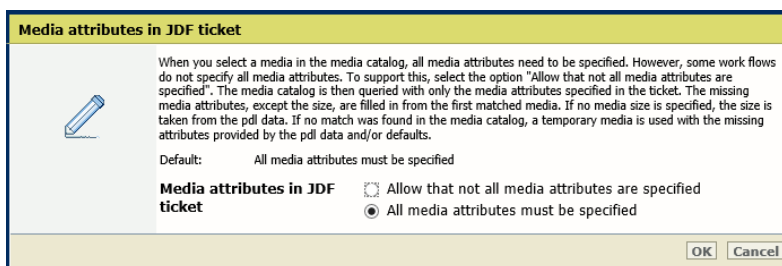 Media attributes in JDF ticket
When you select a media in the media catalog, all media attributes need to be specified. However, some work flows
do not specify all media attributes. To support this, select the option "Allow that not all media attributes are
specified". The media catalog is then queried with only the media attributes specified in the ticket. The missing
media attributes, except the size, are filled in from the first matched media. If no media size is specified, the size is
taken from the pdl data. If no match was found in the media catalog, a temporary media is used with the missing
attributes provided by the pdl data and/or defaults.
Default: All media attributes must be specified
Media attributes in JDF Allow that not all media attributes are specified
ticket All media attributes must be specified
OK Cancel